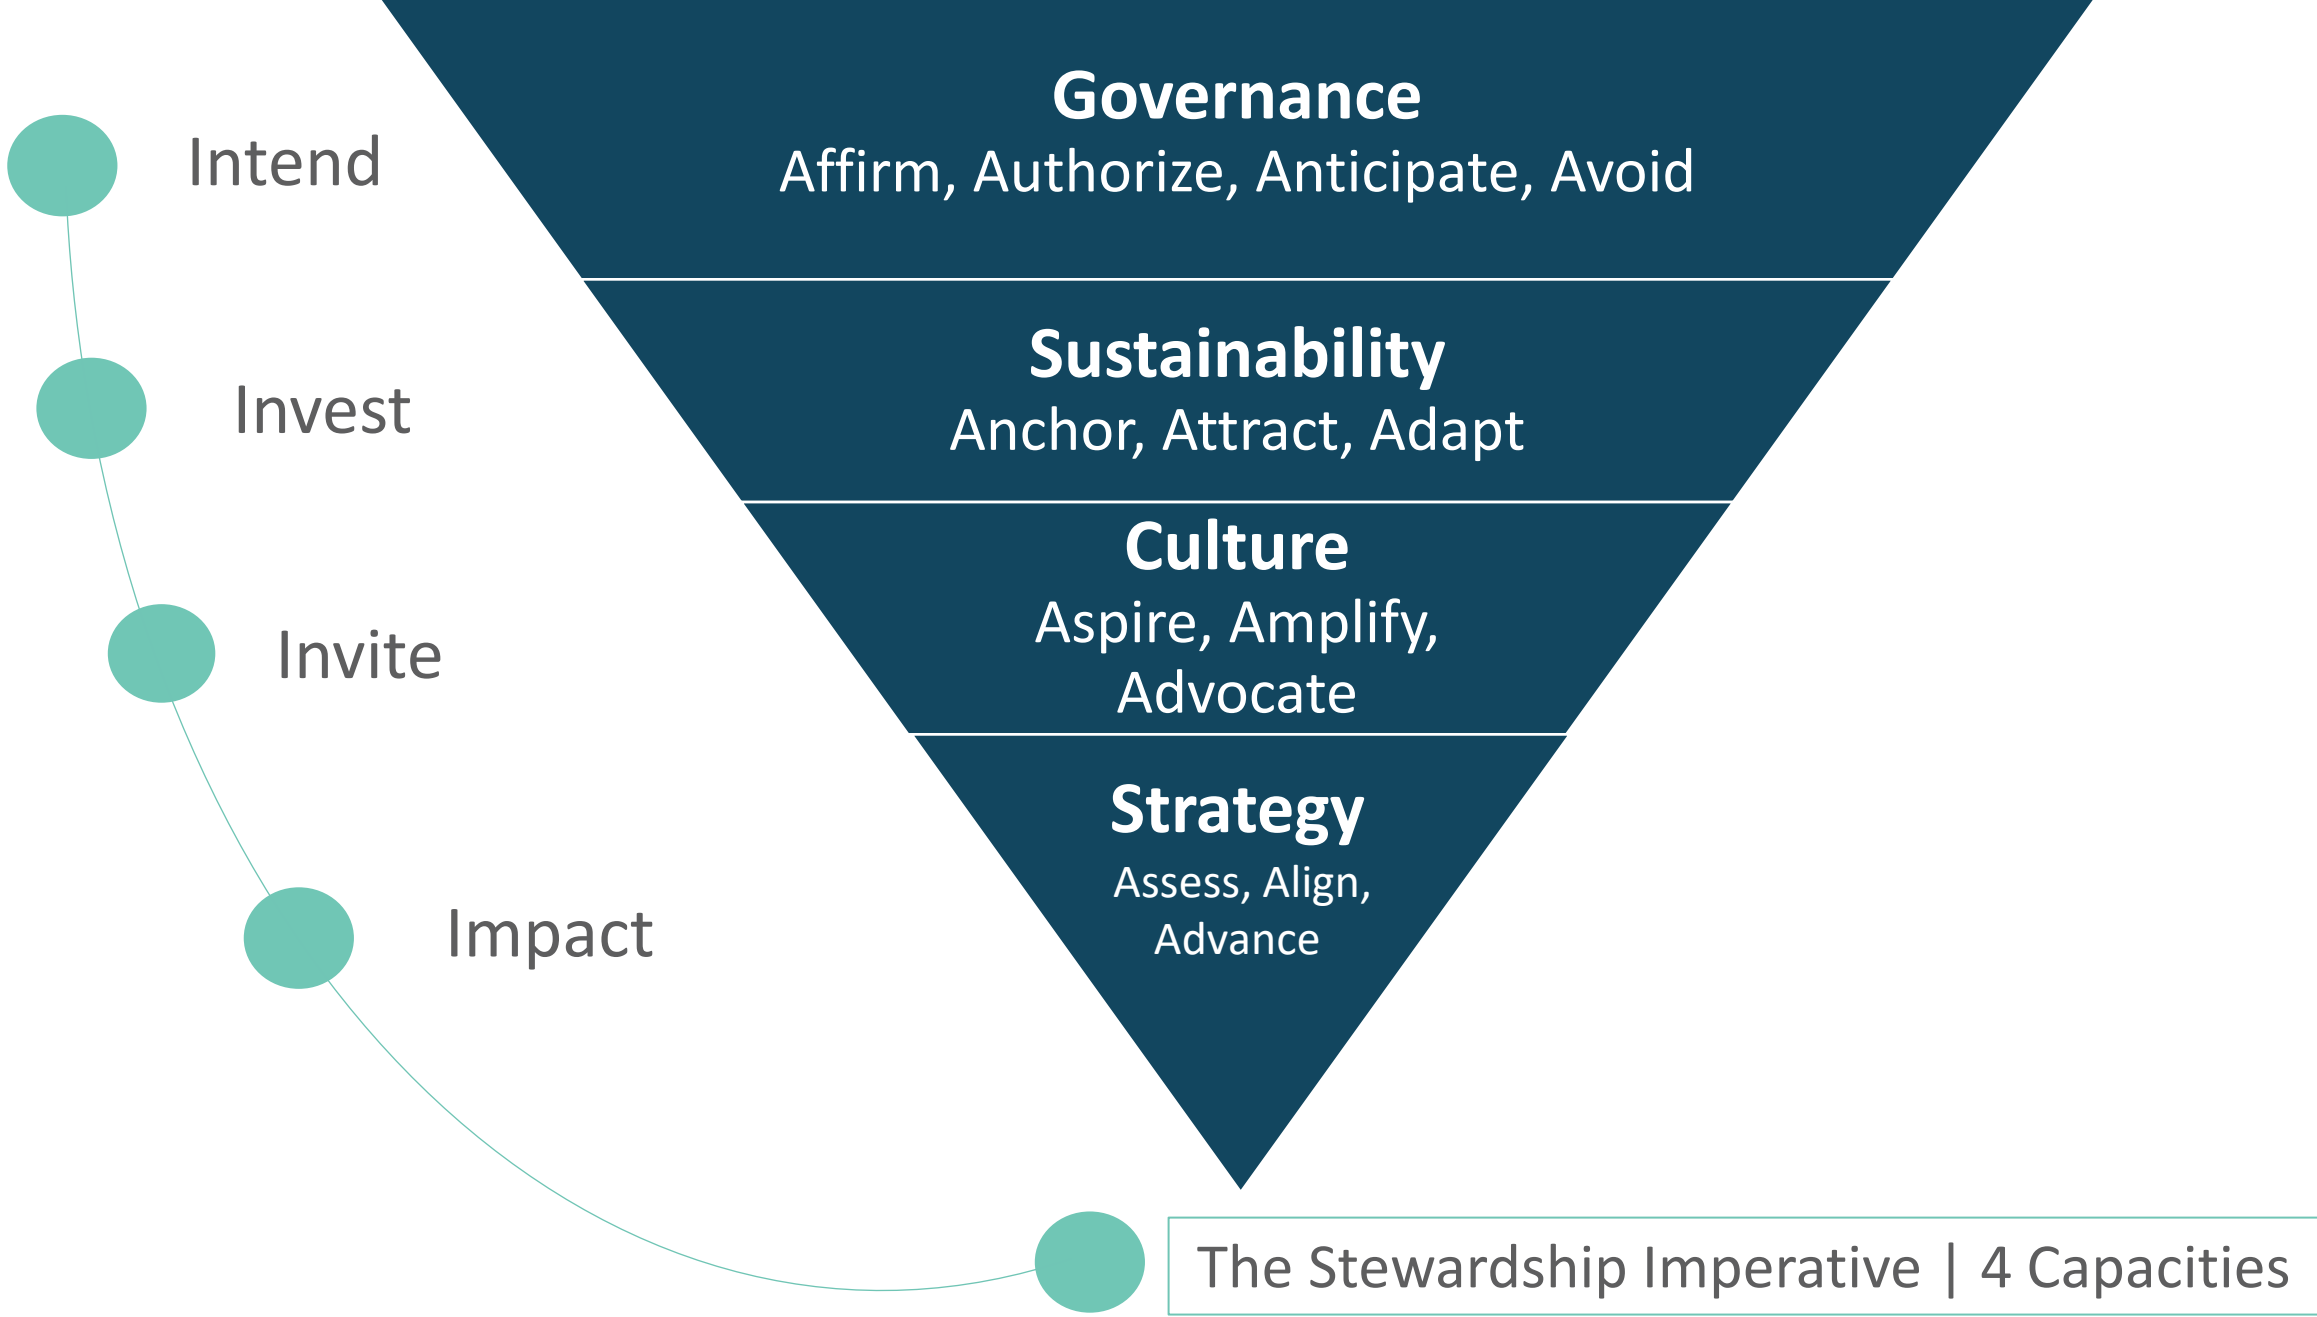 Intend
Governance
Affirm, Authorize, Anticipate, Avoid
Invest
Sustainability
Anchor, Attract, Adapt
Invite
Culture
Aspire, Amplify,
Advocate
Impact
Strategy
Assess, Align,
Advance
The Stewardship Imperative | 4 Capacities